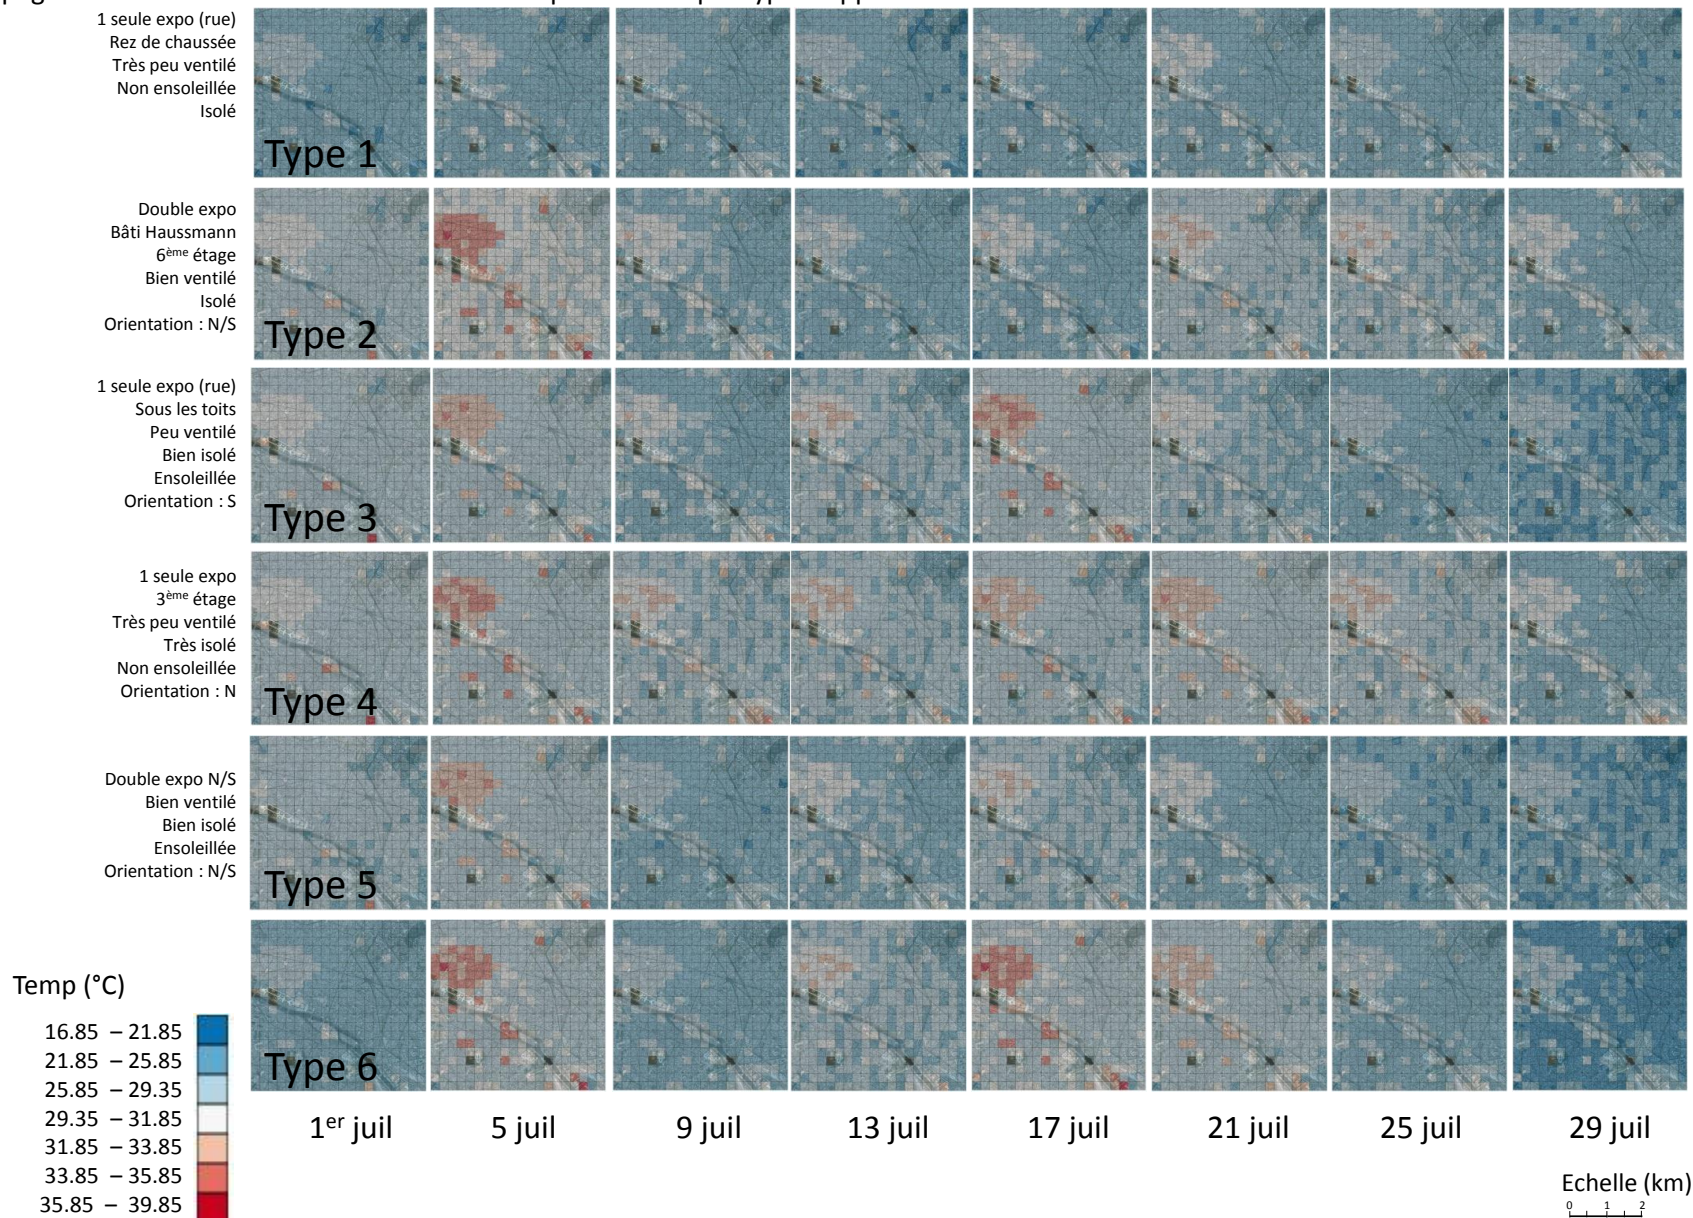 1 seule expo (rue)
Rez de chaussée
Très peu ventilé
Non ensoleillée
Isolé
Type 1
Double expo
Bâti Haussmann
6ème étage
Bien ventilé
Isolé
Orientation : N/S
Type 2
1 seule expo (rue)
Sous les toits
Peu ventilé
Bien isolé
Ensoleillée
Orientation : S
Type 3
1 seule expo
3ème étage
Très peu ventilé
Très isolé
Non ensoleillée
Orientation : N
Type 4
Double expo N/S
Bien ventilé
Bien isolé
Ensoleillée
Orientation : N/S
Type 5
Type 6
Temp (°C)
16.85 – 21.85
21.85 – 25.85
25.85 – 29.35
29.35 – 31.85
31.85 – 33.85
33.85 – 35.85
35.85 – 39.85
1er juil
5 juil
9 juil
13 juil
17 juil
21 juil
25 juil
29 juil
Echelle (km)
0 1 2